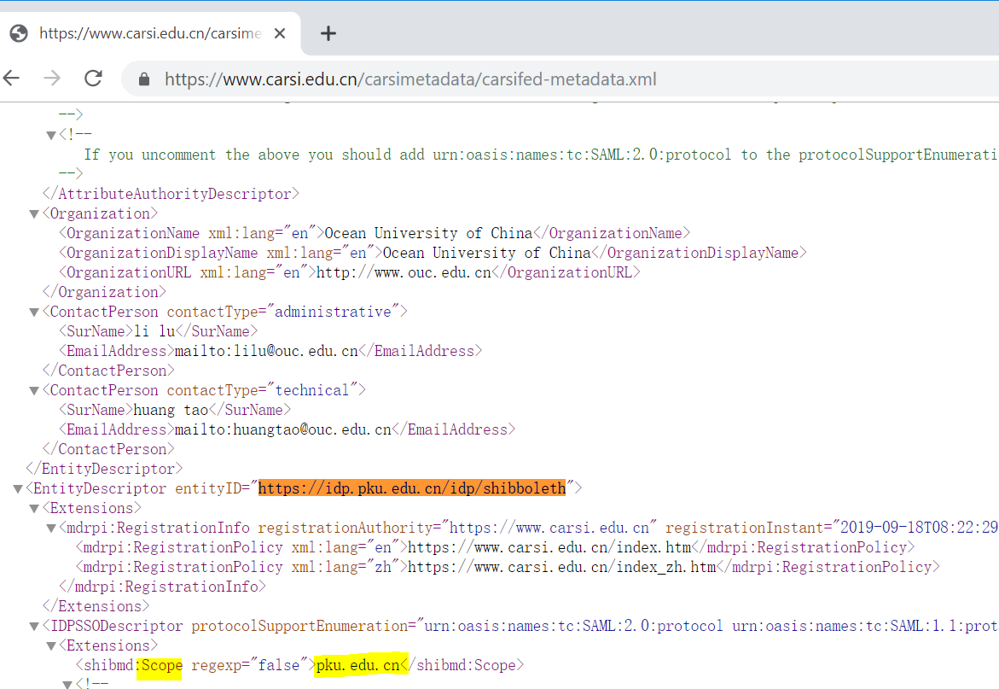 https://www.carsi.edu.cn/carsime
https://www.carsi.edu.cn/carsimetadata/carsifed-metadata.xml
-->
▼<!--
If you uncomment the above you should add urn:oasis:names:tc:SAML:2.0:protocol to the protocolSupportEnumerati
-->
</AttributeAuthorityDescriptor>
▼<Organization>
<OrganizationName xml:lang="en">Ocean University of China</OrganizationName>
<OrganizationDisplayName xml:lang="en">Ocean University of China</OrganizationDisplayName>
<OrganizationURL xml:lang="en">http://www.ouc.edu.cn</OrganizationURL>
</Organization>
▼<ContactPerson contactType="administrative">
<SurName>li lu</SurName>
<EmailAddress>mailto:lilu@ouc.edu.cn</EmailAddress>
</ContactPerson>
▼<ContactPerson contactType="technical">
<SurName>huang tao</SurName>
<EmailAddress>mailto:huangtao@ouc.edu.cn</EmailAddress>
</ContactPerson>
</EntityDescriptor>
▼<EntityDescriptor entityID="https://idp.pku.edu.cn/idp/shibboleth">
▼<Extensions>
▼<mdrpi:RegistrationInfo registrationAuthority="https://www.carsi.edu.cn" registrationInstant="2019-09-18T08:22:29
<mdrpi:RegistrationPolicy xml:lang="en">https://www.carsi.edu.cn/index.htm</mdrpi:RegistrationPolicy>
<mdrpi:RegistrationPolicy xml:lang="zh">https://www.carsi.edu.cn/index_zh.htm</mdrpi:RegistrationPolicy>
</mdrpi:RegistrationInfo>
</Extensions>
▼<IDPSSODescriptor protocolSupportEnumeration="urn:oasis:names:tc:SAML:2.0:protocol urn:oasis:names:tc:SAML:1.1:prot
▼<Extensions>
<shibmd:Scope regexp="false">pku.edu.cn</shibmd:Scope>
▼<!--